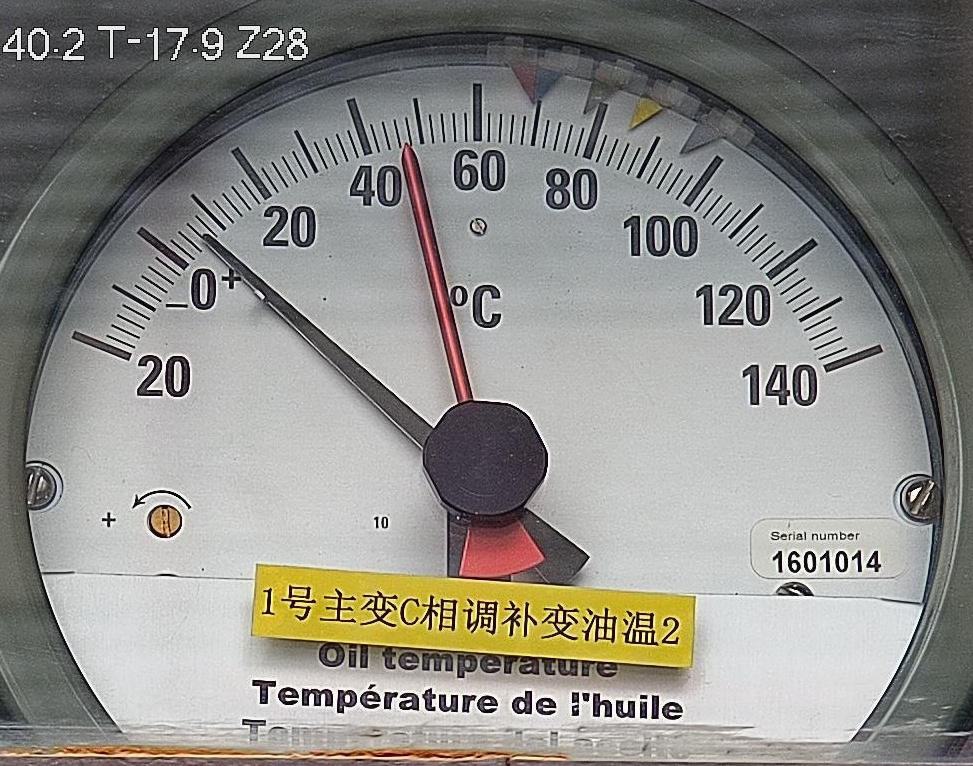 40.2 T-17.9 Z28
40 60 80
20 100
-0+ °C 120
20 140
+ 10
Serial number
1601014
1号主变C相调补变油温2
Oil temperature
Température de l'huile